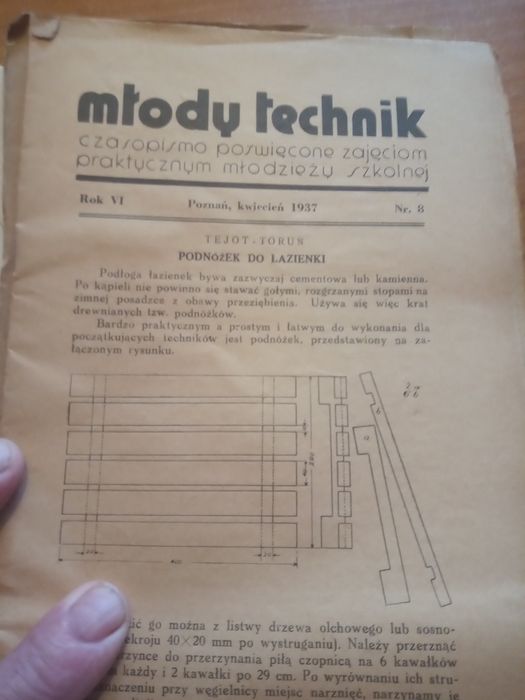 młody technik
czasopismo poświęcone zajęciom
praktycznym młodzieży szkolnej
Rok VI Poznań, kwiecień 1937 Nr. 8
TEJOT-TORUŃ
PODNÓŻEK DO ŁAZIENKI
Podłoga łazienek bywa zazwyczaj cementowa lub kamienna.
Po kąpieli nie powinno się stawać gołymi, rozgrzanymi stopami na
zimnej posadzce z obawy przeziębienia. Używa się więc krat
drewnianych tzw. podnóżków.
Bardzo praktycznym a prostym i łatwym do wykonania dla
początkujących techników jest podnóżek, przedstawiony na za-
łączonym rysunku.
a
b
go można z listwy drzewa olchowego lub sosno-
40×20 mm po wystruganiu). Należy przerznąć
do przerzynania piłą czopnicą na 6 kawałków
każdy i 2 kawałki po 29 cm. Po wyrównaniu ich stru-
przy węgielnicy miejsc narznięć, narzynamy je